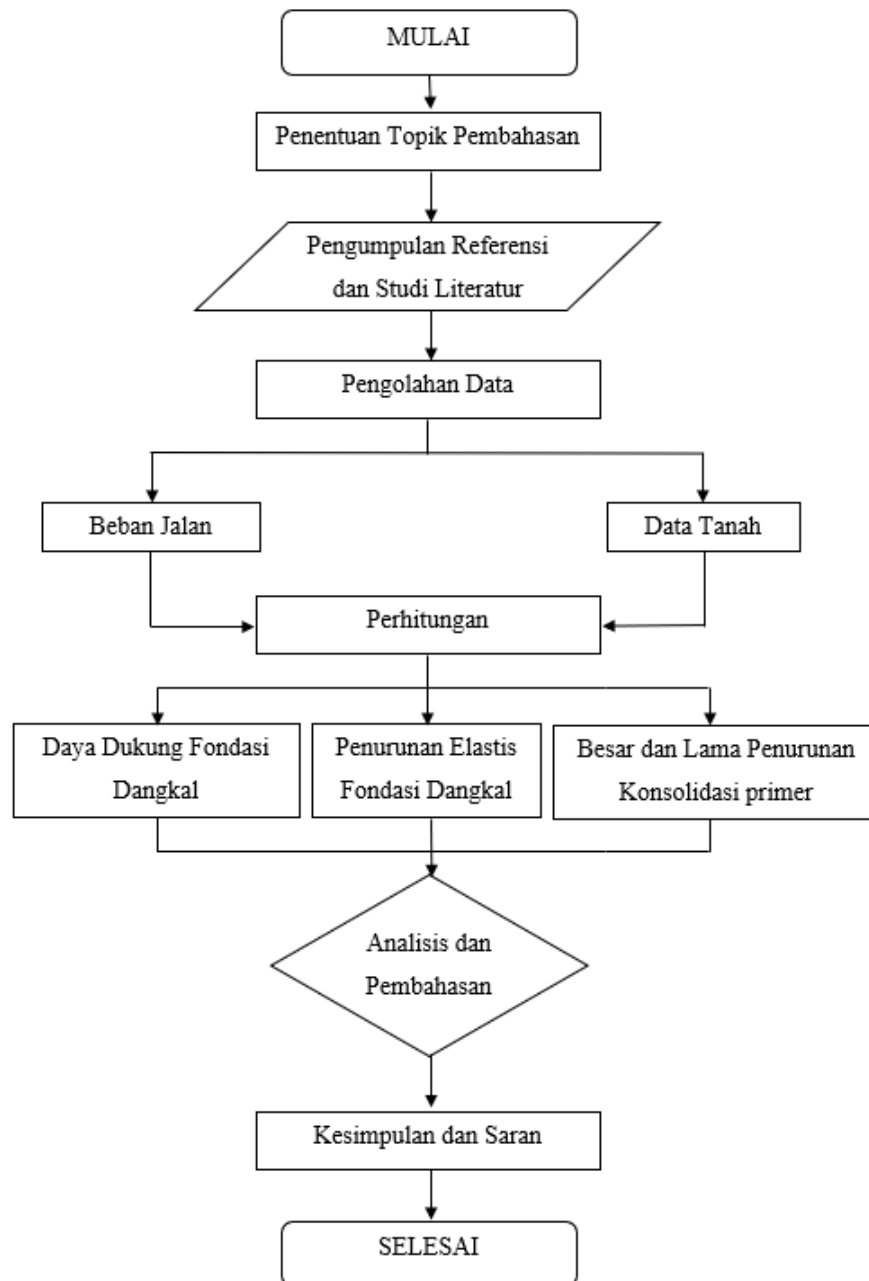 MULAI
Penentuan Topik Pembahasan
Pengumpulan Referensi
dan Studi Literatur
Pengolahan Data
Beban Jalan
Data Tanah
Perhitungan
Daya Dukung Fondasi
Dangkal
Penurunan Elastis
Fondasi Dangkal
Besar dan Lama Penurunan
Konsolidasi primer
Analisis dan
Pembahasan
Kesimpulan dan Saran
SELESAI